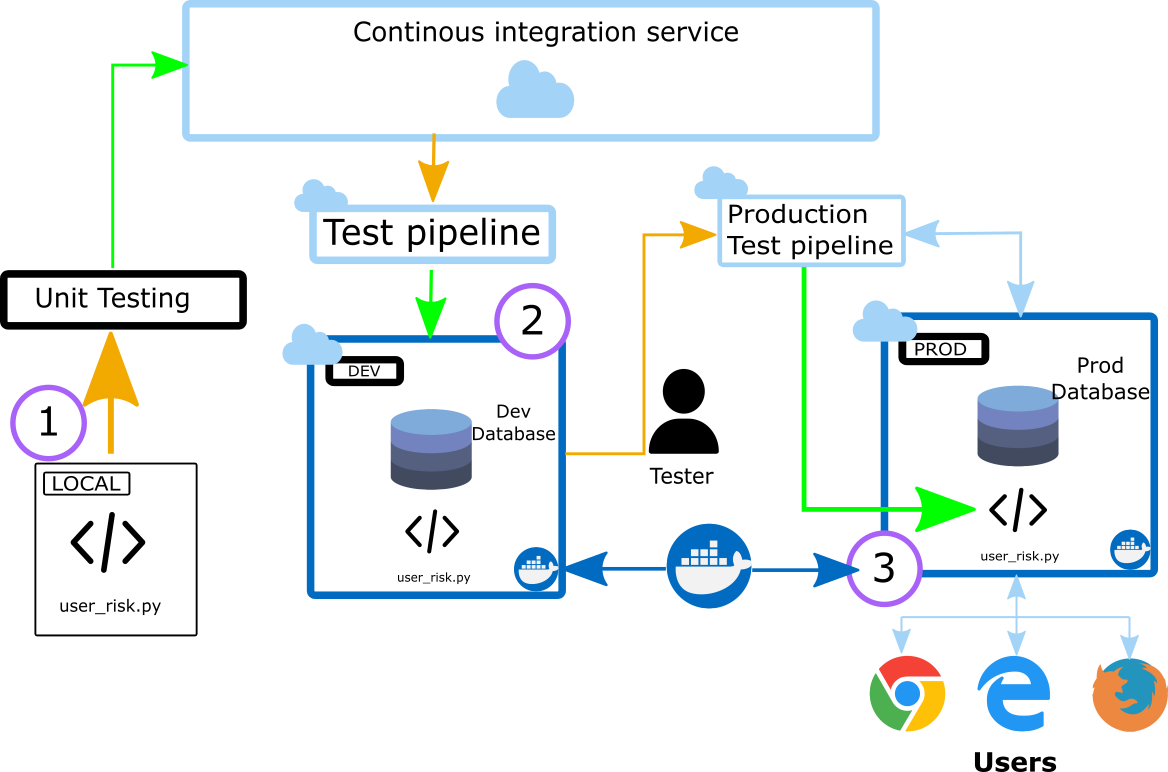 Continous integration service
Test pipeline
Production
Test pipeline
Unit Testing
1
LOCAL
user_risk.py
2
DEV
Dev
Database
user_risk.py
Tester
PROD
Prod
Database
user_risk.py
3
Users